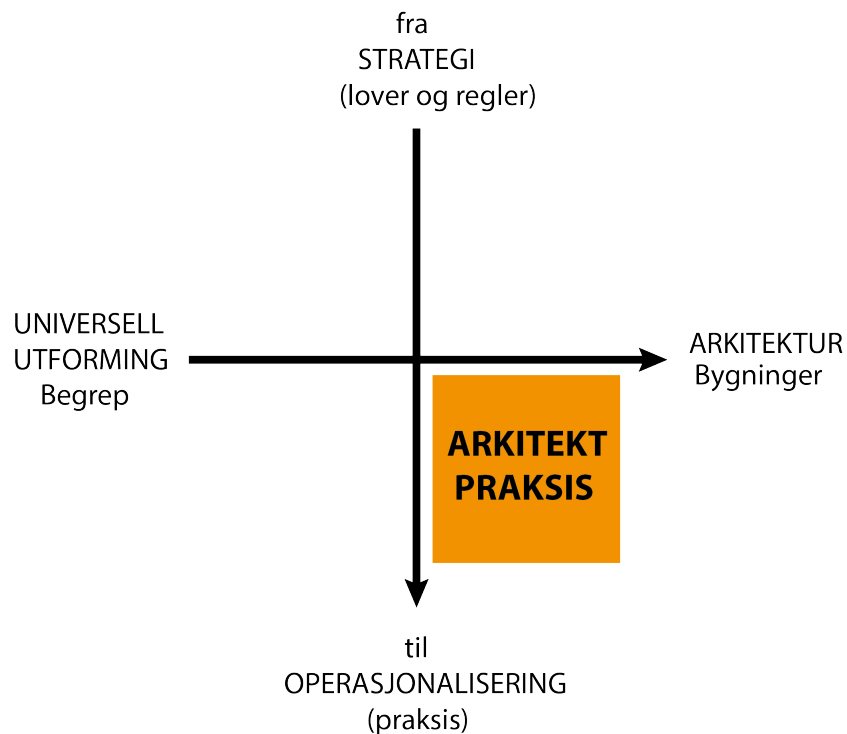 fra
STRATEGI
(lover og regler)
UNIVERSELL
UTFORMING
Begrep
ARKITEKTUR
Bygninger
ARKITEKT
PRAKSIS
til
OPERASJONALISERING
(praksis)